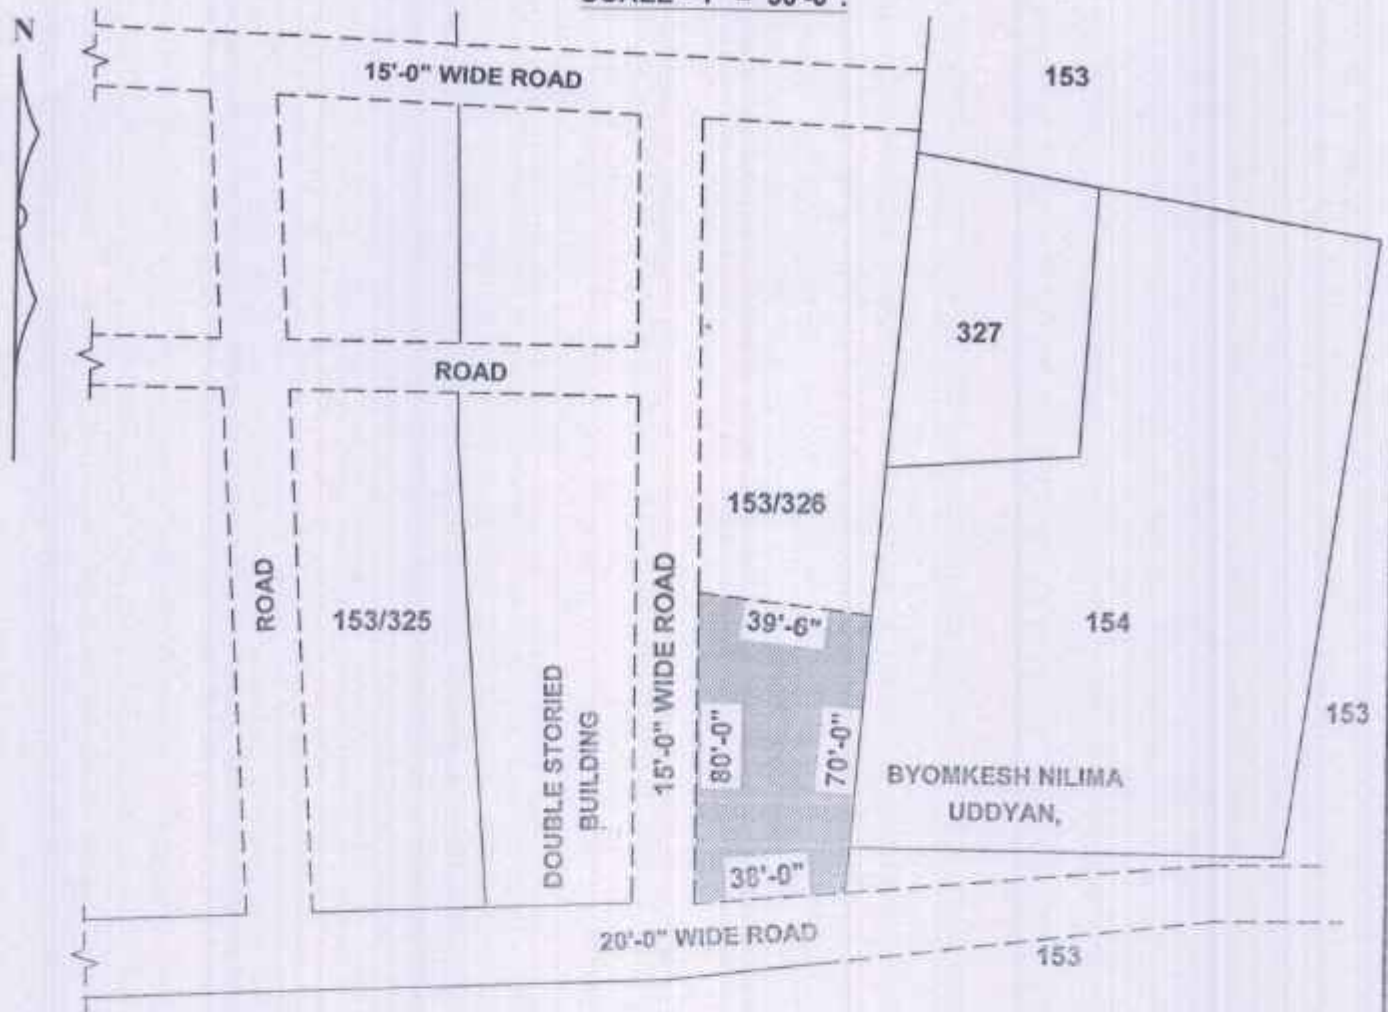 N
15'-0" WIDE ROAD
153
327
ROAD
153/326
ROAD
153/325
15'-0" WIDE ROAD
39'-6"
154
DOUBLE STORIED
BUILDING
80'-0"
70'-0"
153
BYOMKESH NILIMA
UDDYAN,
38'-0"
20'-0" WIDE ROAD
153